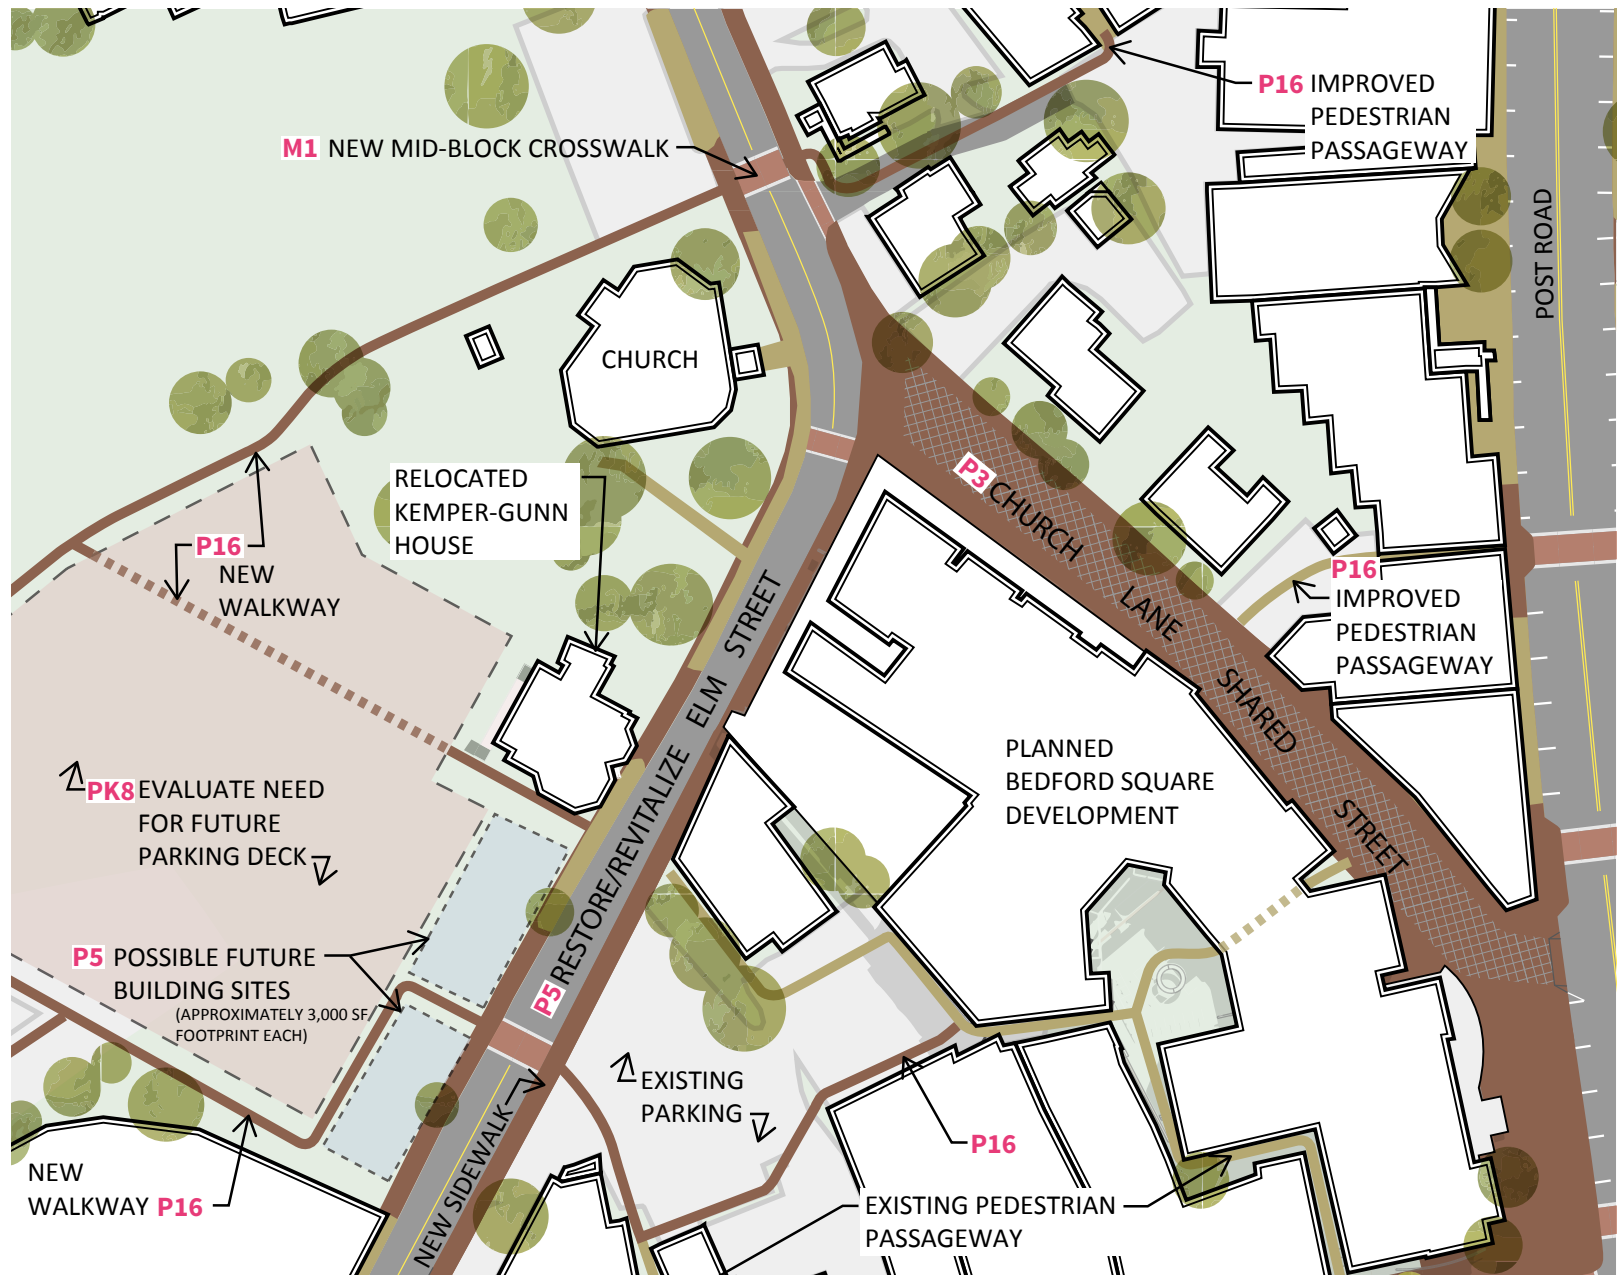 P16 IMPROVED
PEDESTRIAN
PASSAGEWAY
M1 NEW MID-BLOCK CROSSWALK
POST ROAD
CHURCH
RELOCATED
KEMPER-GUNN
HOUSE
P3 CHURCH LANE SHARED STREET
P16
NEW
WALKWAY
P16
IMPROVED
PEDESTRIAN
PASSAGEWAY
P5 RESTORE/REVITALIZE ELM STREET
PLANNED
BEDFORD SQUARE
DEVELOPMENT
PK8 EVALUATE NEED
FOR FUTURE
PARKING DECK
P5 POSSIBLE FUTURE
BUILDING SITES
(APPROXIMATELY 3,000 SF
FOOTPRINT EACH)
EXISTING
PARKING
P16
NEW SIDEWALK
NEW
WALKWAY P16
EXISTING PEDESTRIAN
PASSAGEWAY